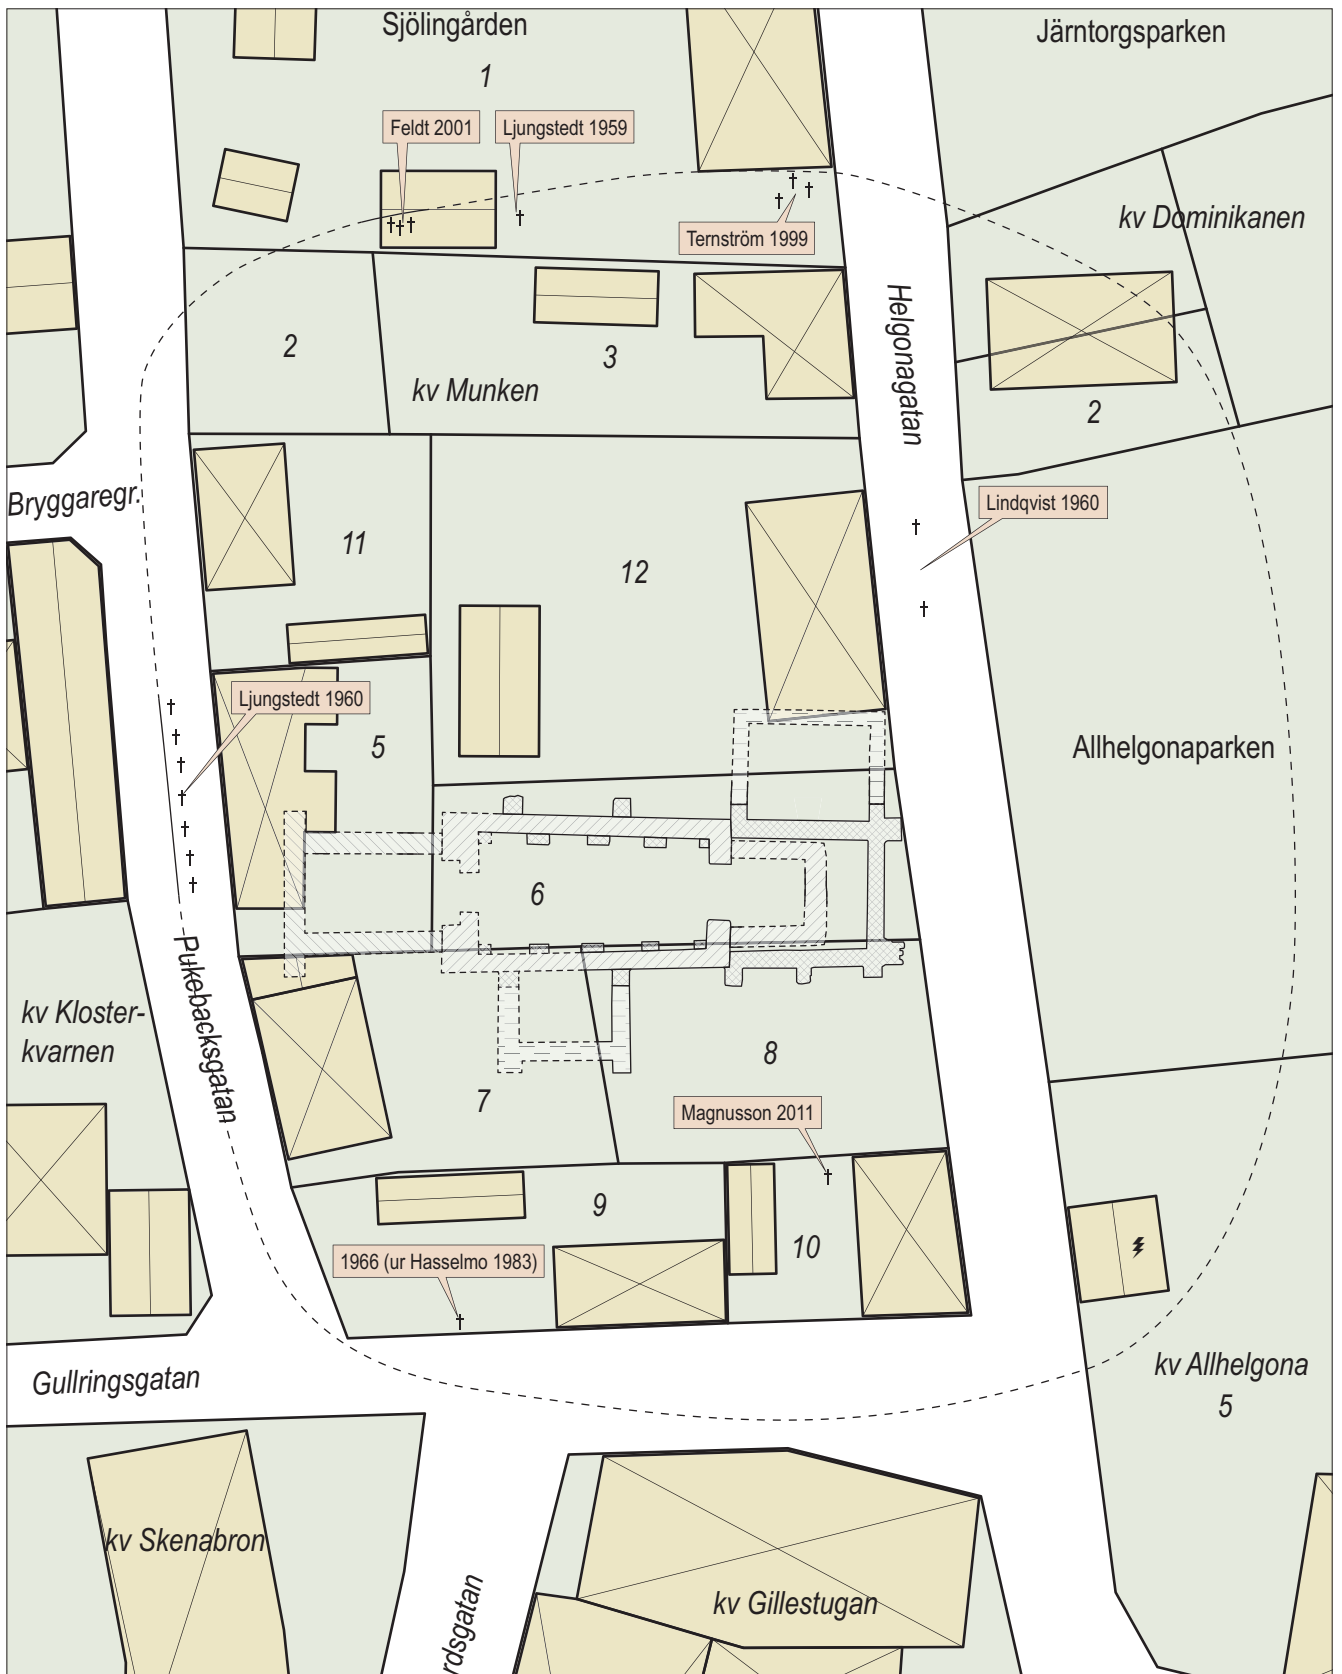 Sjölingården
1
Järntorgsparken
Feldt 2001
Ljungstedt 1959
Ternström 1999
kv Dominikanen
Helgonagatan
2
3
kv Munken
2
Bryggaregr.
11
12
Lindqvist 1960
Ljungstedt 1960
5
Allhelgonaparken
6
Pukebacksgatan
kv Kloster-
kvarnen
7
8
Magnusson 2011
9
10
1966 (ur Hasselmo 1983)
Gullringsgatan
kv Allhelgona
5
kv Skenabron
kv Gillestugan
rdsgatan